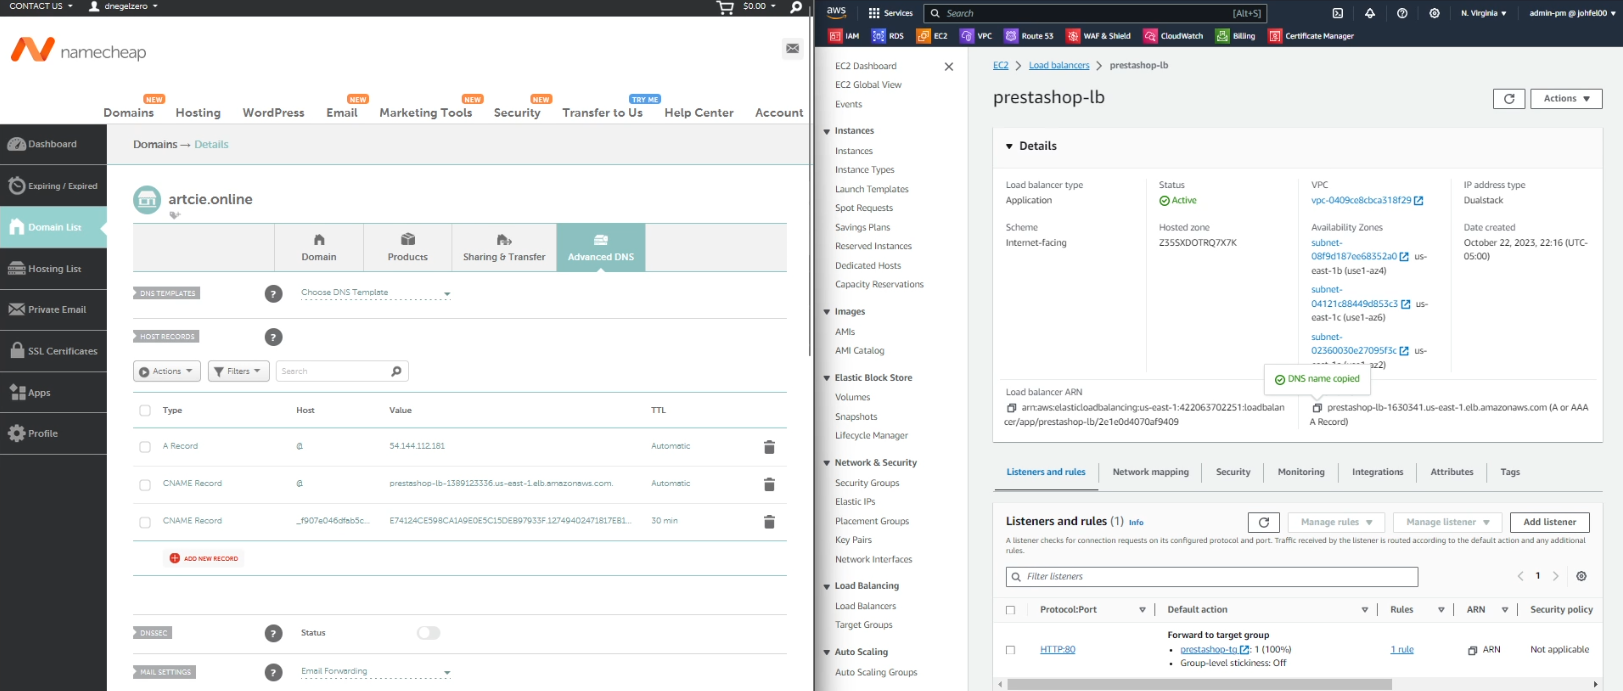 CONTACT US
dnegelzero
$0.00
namecheap
NEW
NEW
NEW
NEW
TRY ME
Domains
Hosting
WordPress
Email
Marketing Tools
Security
Transfer to Us
Help Center
Account
Dashboard
Expiring / Expired
Domain List
Hosting List
Private Email
SSL Certificates
Apps
Profile
Domains → Details
artcie.online
Domain
Products
Sharing & Transfer
Advanced DNS
DNS TEMPLATES
?
Choose DNS Template
HOST RECORDS
?
Actions
Filters
Search
Type
Host
Value
TTL
A Record
@
54.144.112.181
Automatic
CNAME Record
@
prestashop-lb-1389123336.us-east-1.elb.amazonaws.com.
Automatic
CNAME Record
_f907e046dfab5c...
E74124CE598CA1A9E0E5C15DEB97933F.12749402471817EB1...
30 min
ADD NEW RECORD
DNSSEC
?
Status
MAIL SETTINGS
?
Email Forwarding
aws
Services
Search
[Alt+S]
N. Virginia
admin-pm @ johfel00
IAM
RDS
EC2
VPC
Route 53
WAF & Shield
CloudWatch
Billing
Certificate Manager
EC2 Dashboard
EC2 Global View
Events
Instances
Instances
Instance Types
Launch Templates
Spot Requests
Savings Plans
Reserved Instances
Dedicated Hosts
Capacity Reservations
Images
AMIs
AMI Catalog
Elastic Block Store
Volumes
Snapshots
Lifecycle Manager
Network & Security
Security Groups
Elastic IPs
Placement Groups
Key Pairs
Network Interfaces
Load Balancing
Load Balancers
Target Groups
Auto Scaling
Auto Scaling Groups
EC2 > Load balancers > prestashop-lb
prestashop-lb
Actions
Details
Load balancer type
Application
Status
Active
VPC
vpc-0409ce8cbca318f29
IP address type
Dualstack
Scheme
Internet-facing
Hosted zone
Z35SXDOTRQ7X7K
Availability Zones
subnet-
08f9d187ee68352a0 us-
east-1b (use1-az4)
subnet-
04121c88449d853c3 us-
east-1c (use1-az6)
subnet-
02360030e27095f3c us-
Date created
October 22, 2023, 22:16 (UTC-
05:00)
DNS name copied
Load balancer ARN
arn:aws:elasticloadbalancing:us-east-1:422063702251:loadbalan
cer/app/prestashop-lb/2e1e0d4070af9409
prestashop-lb-1630341.us-east-1.elb.amazonaws.com (A or AAA
A Record)
Listeners and rules
Network mapping
Security
Monitoring
Integrations
Attributes
Tags
Listeners and rules (1) Info
Manage rules
Manage listener
Add listener
A listener checks for connection requests on its configured protocol and port. Traffic received by the listener is routed according to the default action and any additional
rules.
Filter listeners
1
Protocol:Port
Default action
Rules
ARN
Security policy
HTTP:80
Forward to target group
• prestashop-tg : 1 (100%)
• Group-level stickiness: Off
1 rule
ARN
Not applicable